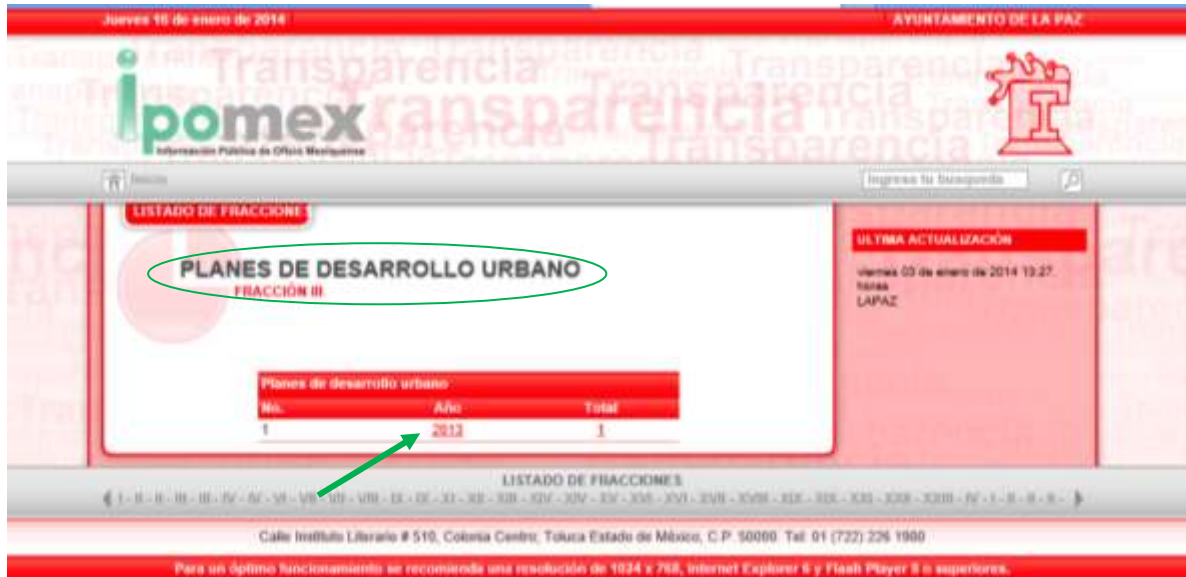 Jueves 16 de enero de 2014
AYUNTAMIENTO DE LA PAZ
Transparencia
ipomex
Información Pública de Oficio Mexiquense
Inicio
Ingresa tu busqueda
LISTADO DE FRACCIONES
PLANES DE DESARROLLO URBANO
FRACCIÓN III
ULTIMA ACTUALIZACIÓN
viernes 03 de enero de 2014 13:27
horas
LAPAZ
Planes de desarrollo urbano
No. Año Total
1 2013 1
LISTADO DE FRACCIONES
Calle Instituto Literario # 510, Colonia Centro; Toluca Estado de México, C.P. 50000. Tel: 01 (722) 226 1980
Para un óptimo funcionamiento se recomienda una resolución de 1024 x 768, Internet Explorer 6 y Flash Player 8 o superiores.